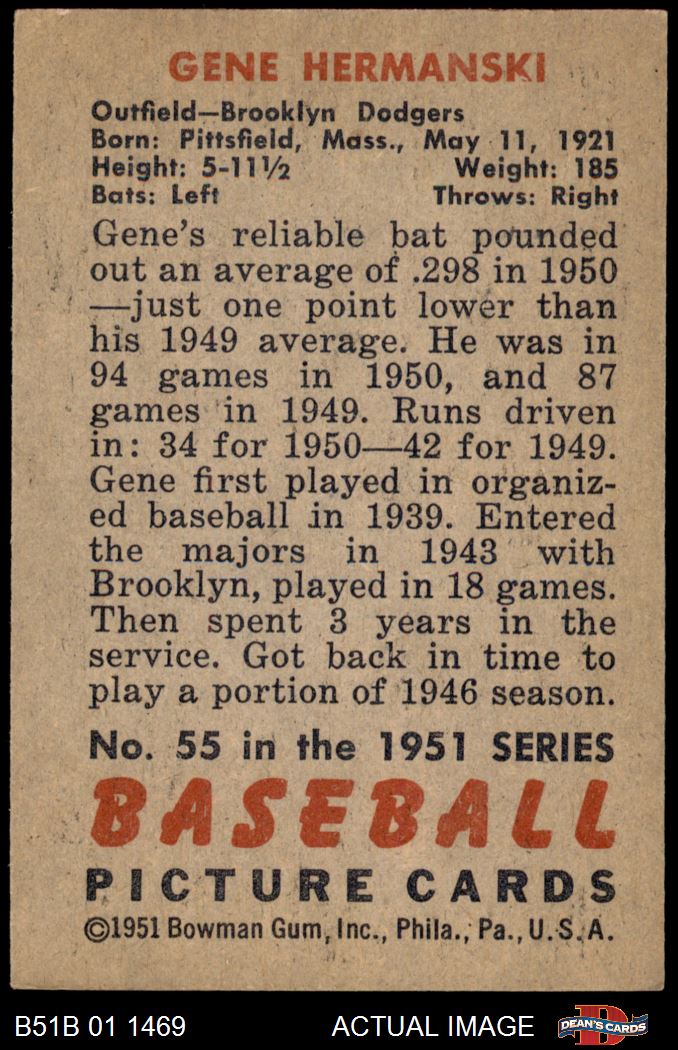 GENE HERMANSKI
Outfield—Brooklyn Dodgers
Born: Pittsfield, Mass., May 11, 1921
Height: 5-11½ Weight: 185
Bats: Left Throws: Right
Gene's reliable bat pounded
out an average of .298 in 1950
—just one point lower than
his 1949 average. He was in
94 games in 1950, and 87
games in 1949. Runs driven
in: 34 for 1950—42 for 1949.
Gene first played in organiz-
ed baseball in 1939. Entered
the majors in 1943 with
Brooklyn, played in 18 games.
Then spent 3 years in the
service. Got back in time to
play a portion of 1946 season.
No. 55 in the 1951 SERIES
BASEBALL
PICTURE CARDS
©1951 Bowman Gum, Inc., Phila., Pa., U.S.A.
B51B 01 1469 ACTUAL IMAGE D DEAN'S CARDS